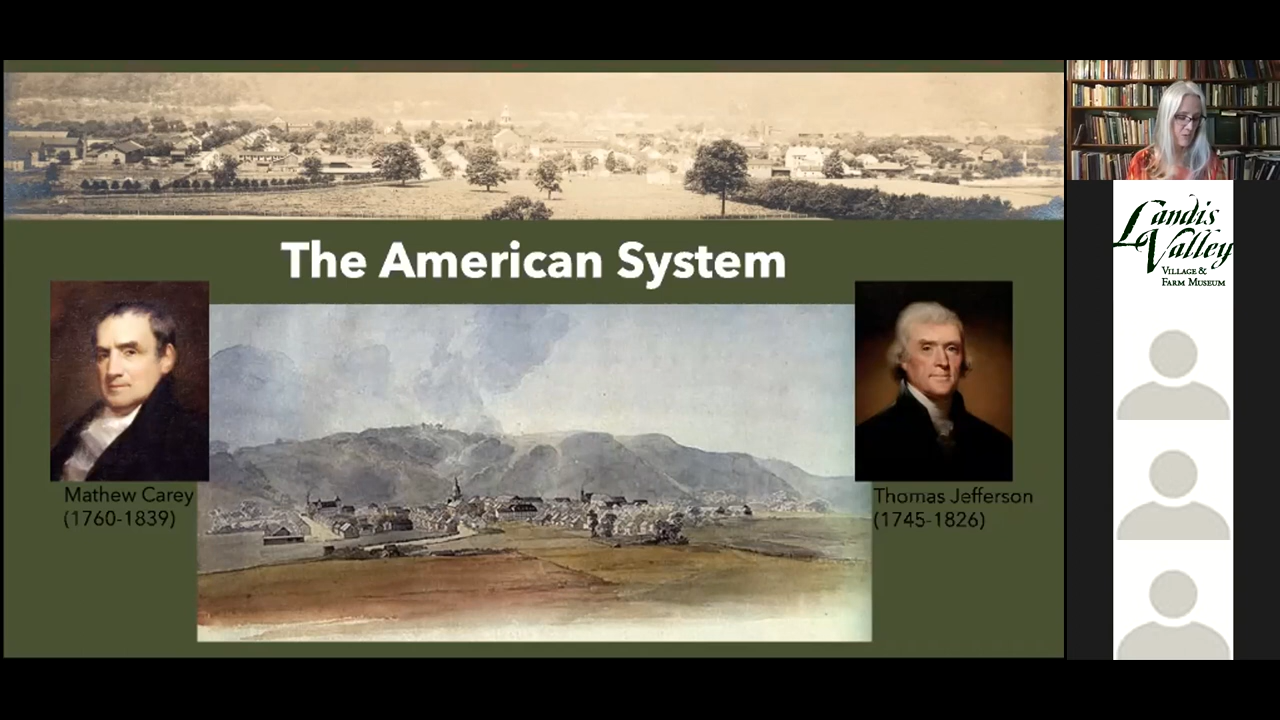 The American System
Mathew Carey
(1760-1839)
Thomas Jefferson
(1745-1826)
Landis
Valley
VILLAGE &
FARM MUSEUM